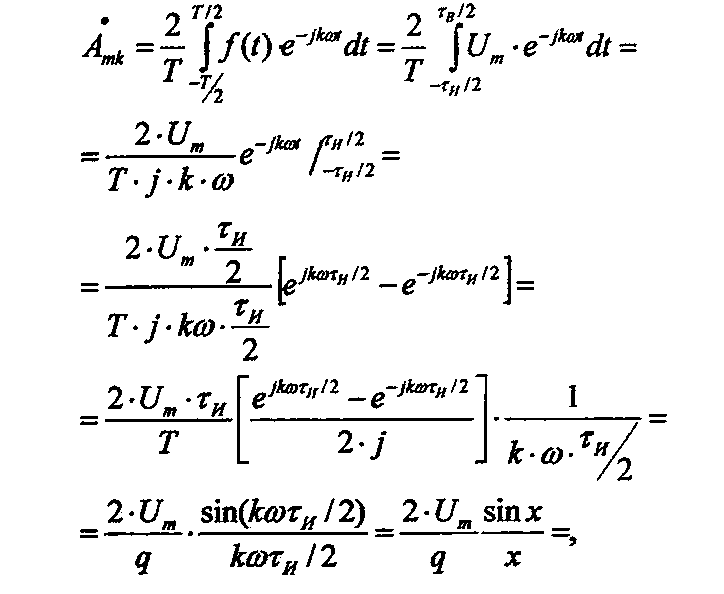 Ȧ_mk = 2/T ∫_{-T/2}^{T/2} f(t)·e^{-jkωt} dt = 2/T ∫_{-τ_И/2}^{τ_В/2} U_m·e^{-jkωt} dt =
= (2·U_m)/(T·j·k·ω) e^{-jkωt} /_{-τ_И/2}^{τ_И/2} =
= (2·U_m·τ_И/2)/(T·j·kω·τ_И/2) [e^{jkωτ_И/2} − e^{-jkωτ_И/2}] =
= (2·U_m·τ_И)/T [(e^{jkωτ_И/2} − e^{-jkωτ_И/2})/(2·j)] · 1/(k·ω·τ_И/2) =
= (2·U_m)/q · sin(kωτ_И/2)/(kωτ_И/2) = (2·U_m)/q sin x/x =,